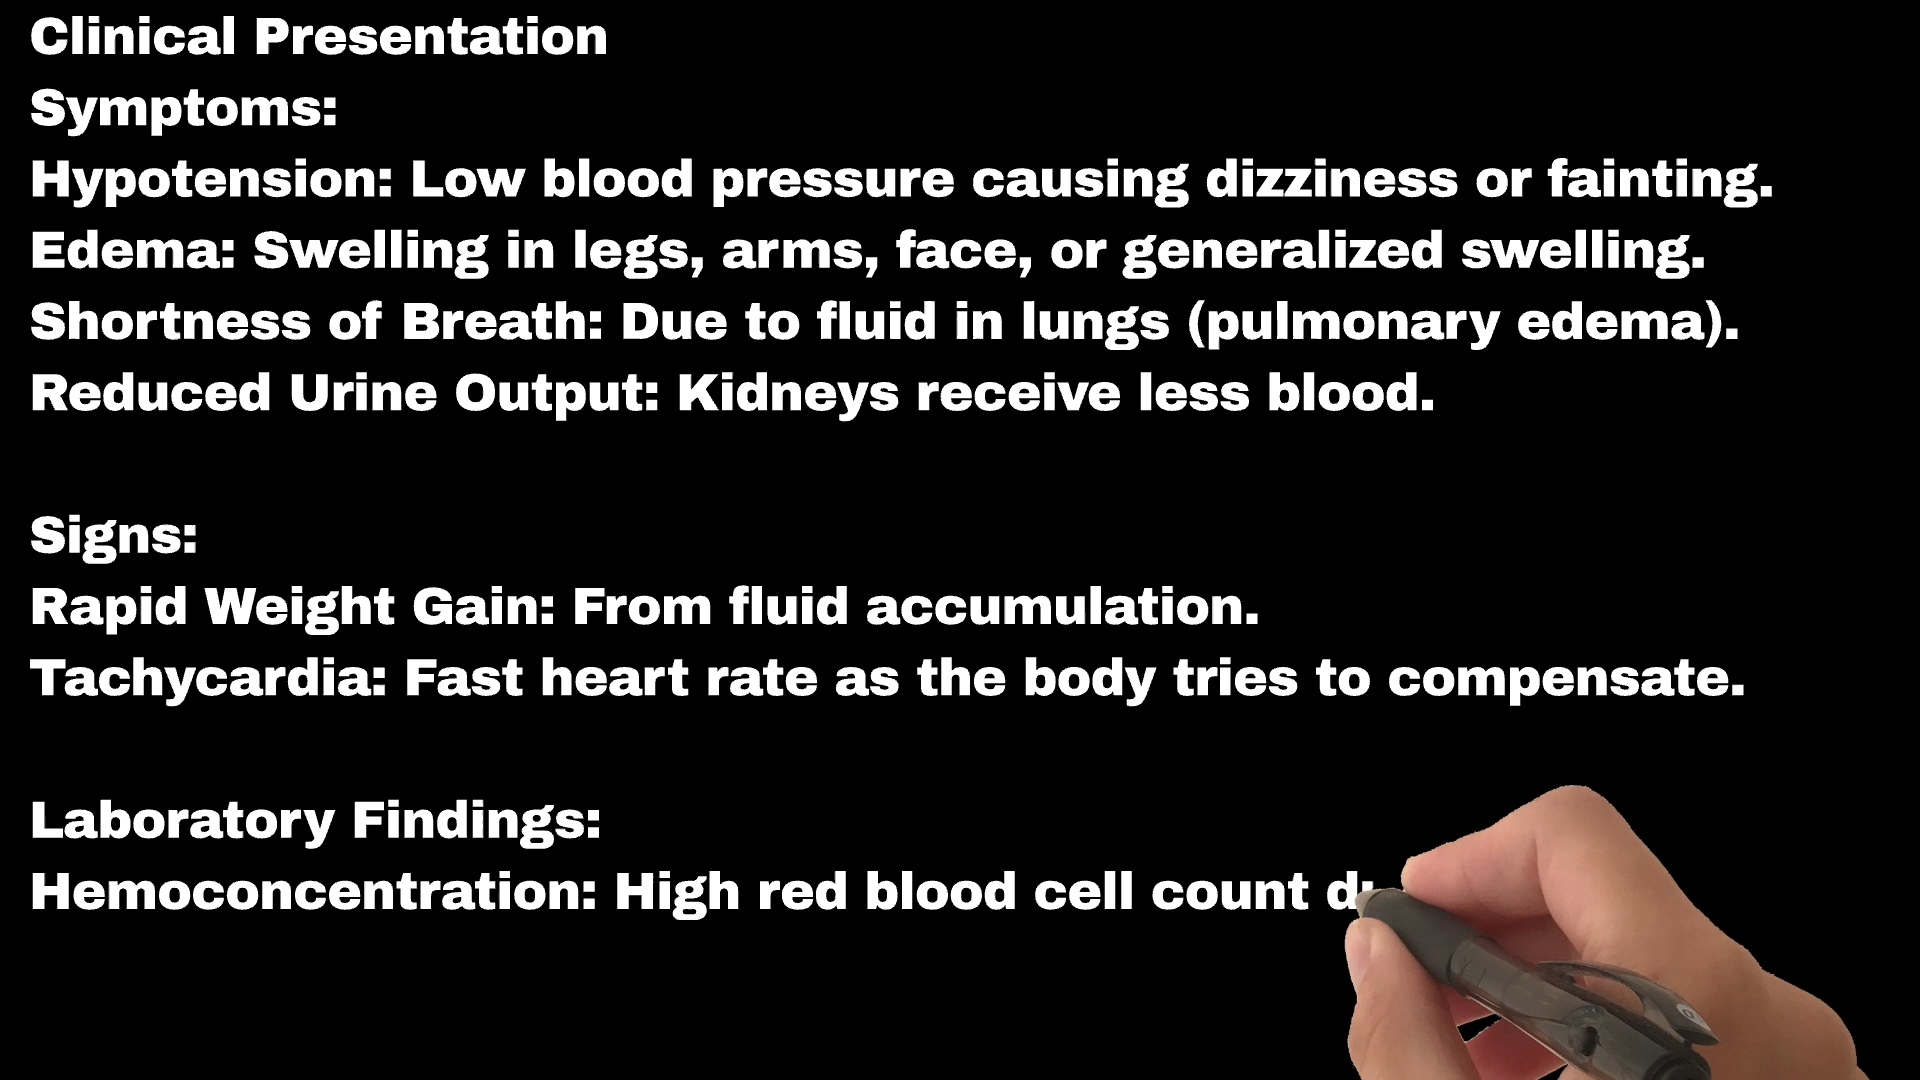 Clinical Presentation
Symptoms:
Hypotension: Low blood pressure causing dizziness or fainting.
Edema: Swelling in legs, arms, face, or generalized swelling.
Shortness of Breath: Due to fluid in lungs (pulmonary edema).
Reduced Urine Output: Kidneys receive less blood.
Signs:
Rapid Weight Gain: From fluid accumulation.
Tachycardia: Fast heart rate as the body tries to compensate.
Laboratory Findings:
Hemoconcentration: High red blood cell count